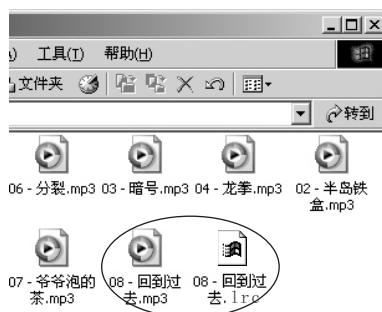 工具(T) 帮助(H)
文件夹
转到
06 - 分裂.mp3 03 - 暗号.mp3 04 - 龙拳.mp3 02 - 半岛铁
盒.mp3
07 - 爷爷泡的 08 - 回到过 08 - 回到过
茶.mp3 去.mp3 去.lrc